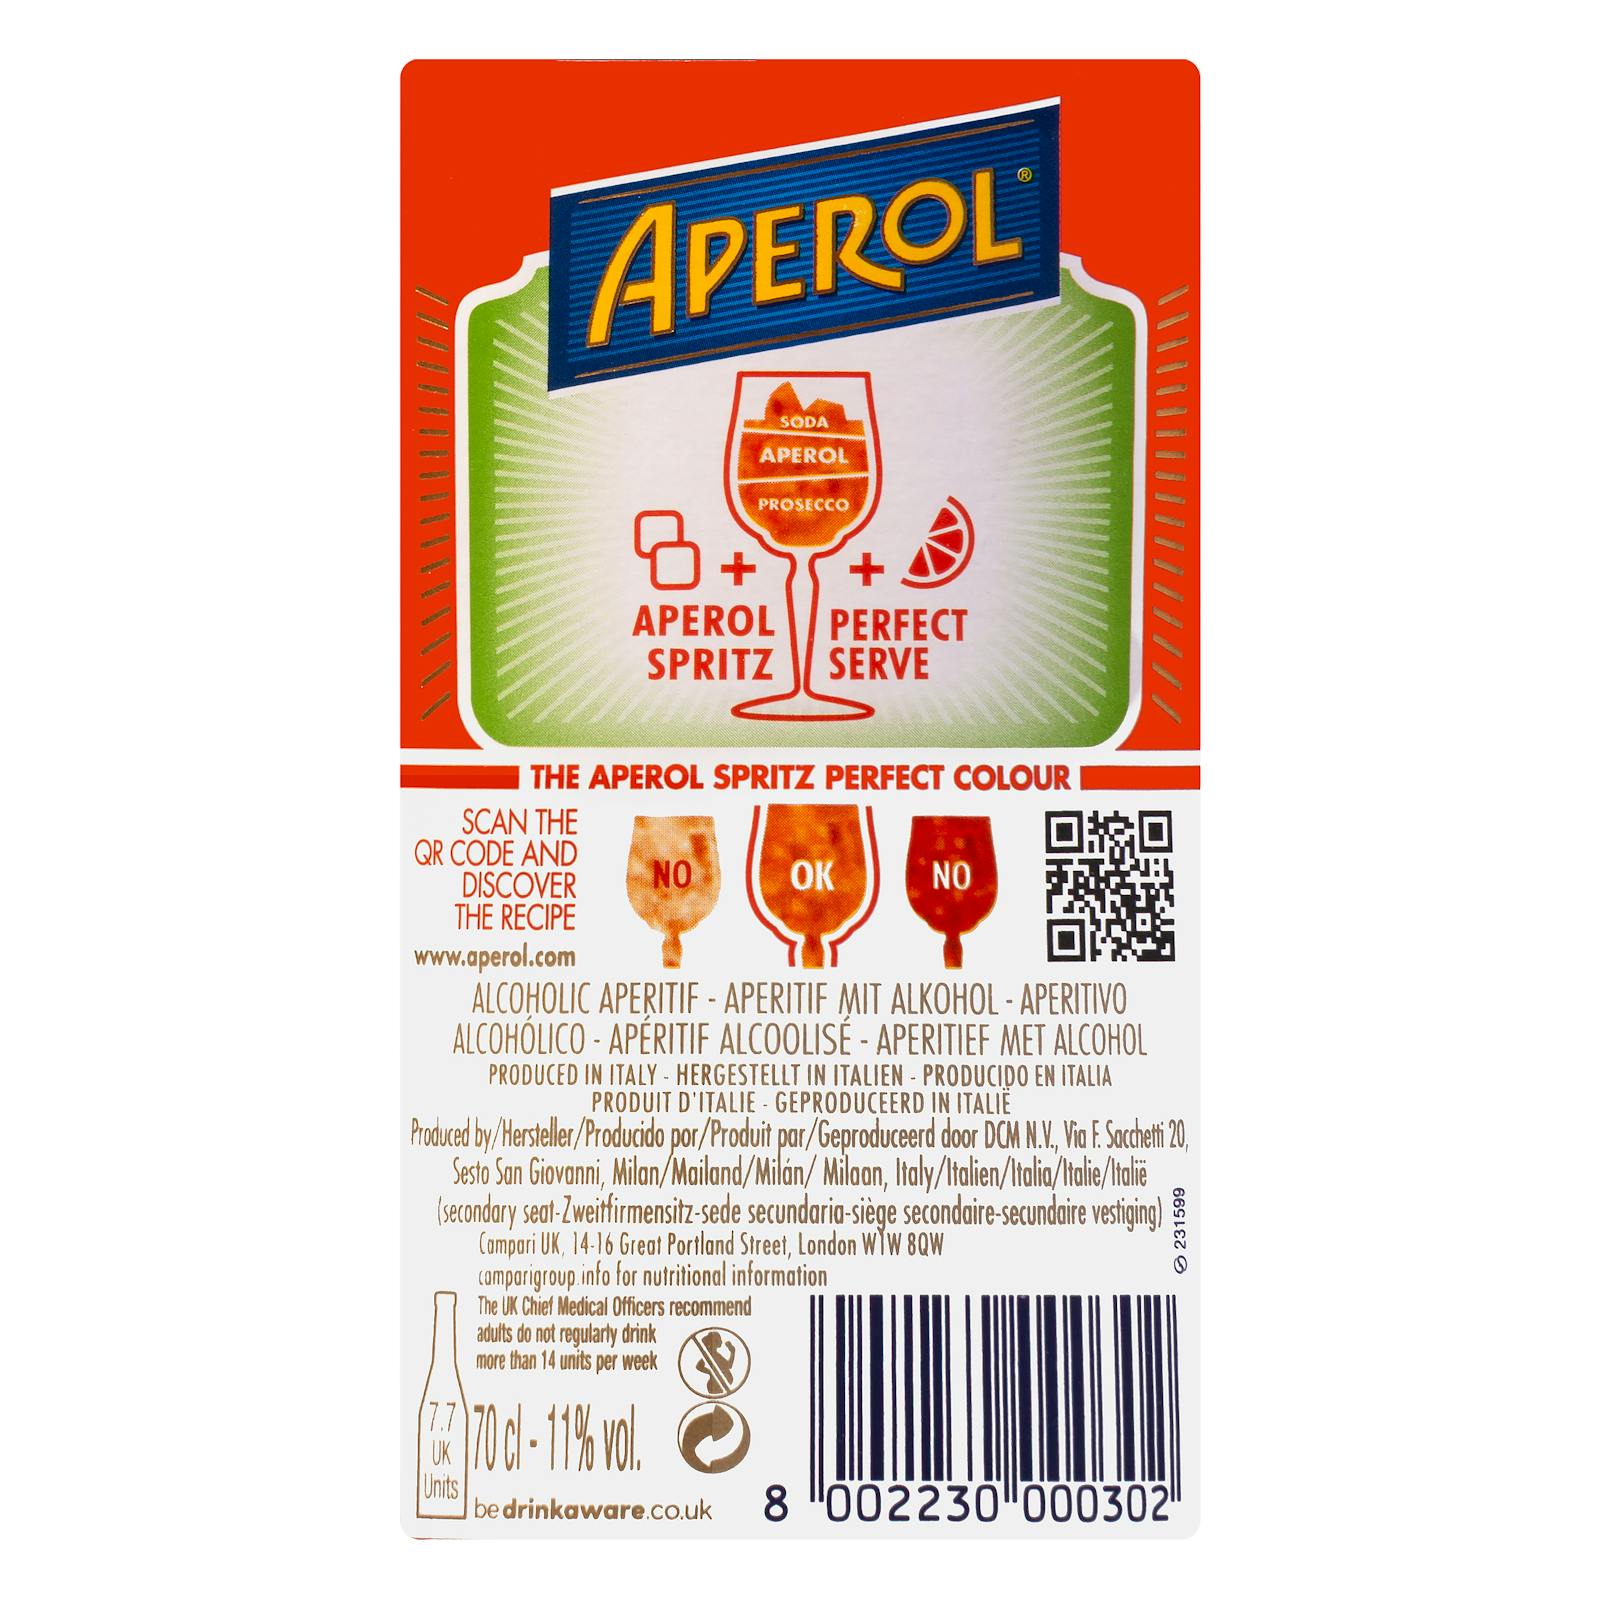 APEROL®
SODA
APEROL
PROSECCO
+ +
APEROL SPRITZ
PERFECT SERVE
THE APEROL SPRITZ PERFECT COLOUR
SCAN THE
QR CODE AND
DISCOVER
THE RECIPE
www.aperol.com
NO OK NO
ALCOHOLIC APERITIF - APERITIF MIT ALKOHOL - APERITIVO
ALCOHÓLICO - APÉRITIF ALCOOLISÉ - APERITIEF MET ALCOHOL
PRODUCED IN ITALY - HERGESTELLT IN ITALIEN - PRODUCIDO EN ITALIA
PRODUIT D'ITALIE - GEPRODUCEERD IN ITALIË
Produced by/Hersteller/Producido por/Produit par/Geproduceerd door DCM N.V., Via F. Sacchetti 20,
Sesto San Giovanni, Milan/Mailand/Milán/ Milaan, Italy/Italien/Italia/Italie/Italië
(secondary seat-Zweitfirmensitz-sede secundaria-siège secondaire-secundaire vestiging)
Campari UK, 14-16 Great Portland Street, London W1W 8QW
camparigroup.info for nutritional information
The UK Chief Medical Officers recommend
adults do not regularly drink
more than 14 units per week
7.7
UK
Units
70 cl - 11% vol.
be drinkaware.co.uk
231599
8 002230 000302